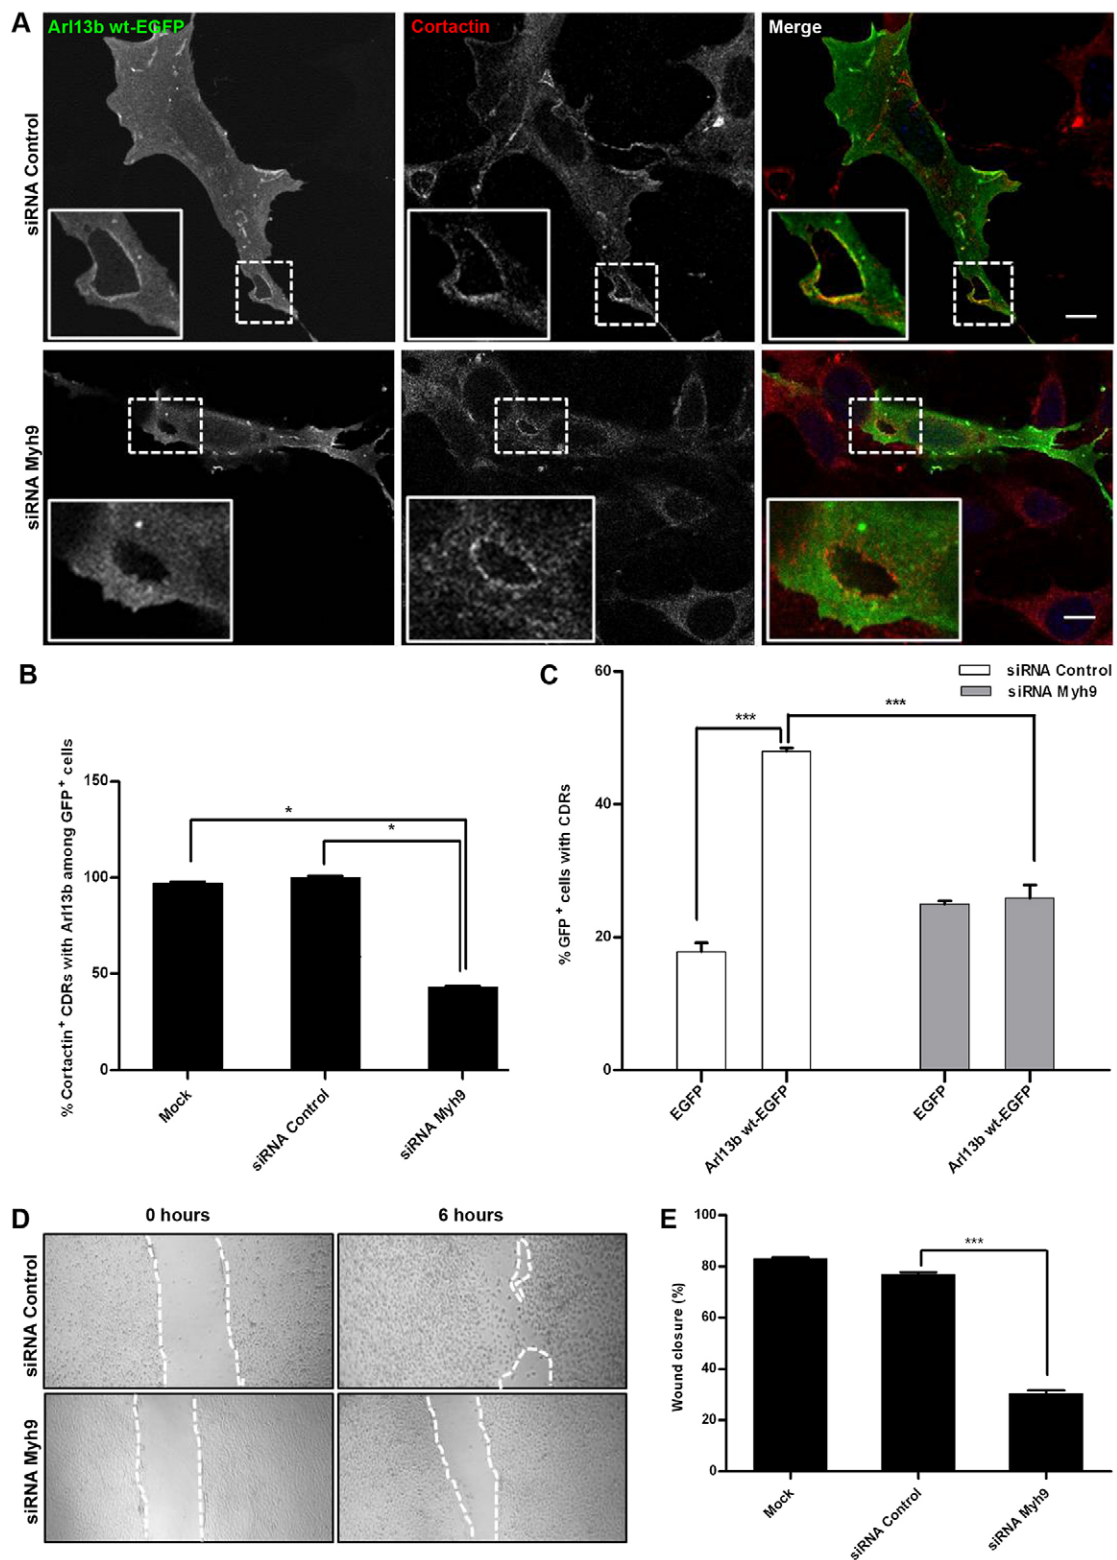 A
Arl13b wt-EGFP
Cortactin
Merge
siRNA Control
siRNA Myh9
B
% Cortactin+ CDRs with Arl13b among GFP+ cells
150
100
50
0
*
*
Mock
siRNA Control
siRNA Myh9
C
% GFP+ cells with CDRs
60
40
20
0
siRNA Control
siRNA Myh9
***
***
EGFP
Arl13b wt-EGFP
EGFP
Arl13b wt-EGFP
D
0 hours
6 hours
siRNA Control
siRNA Myh9
E
Wound closure (%)
100
80
60
40
20
0
***
Mock
siRNA Control
siRNA Myh9